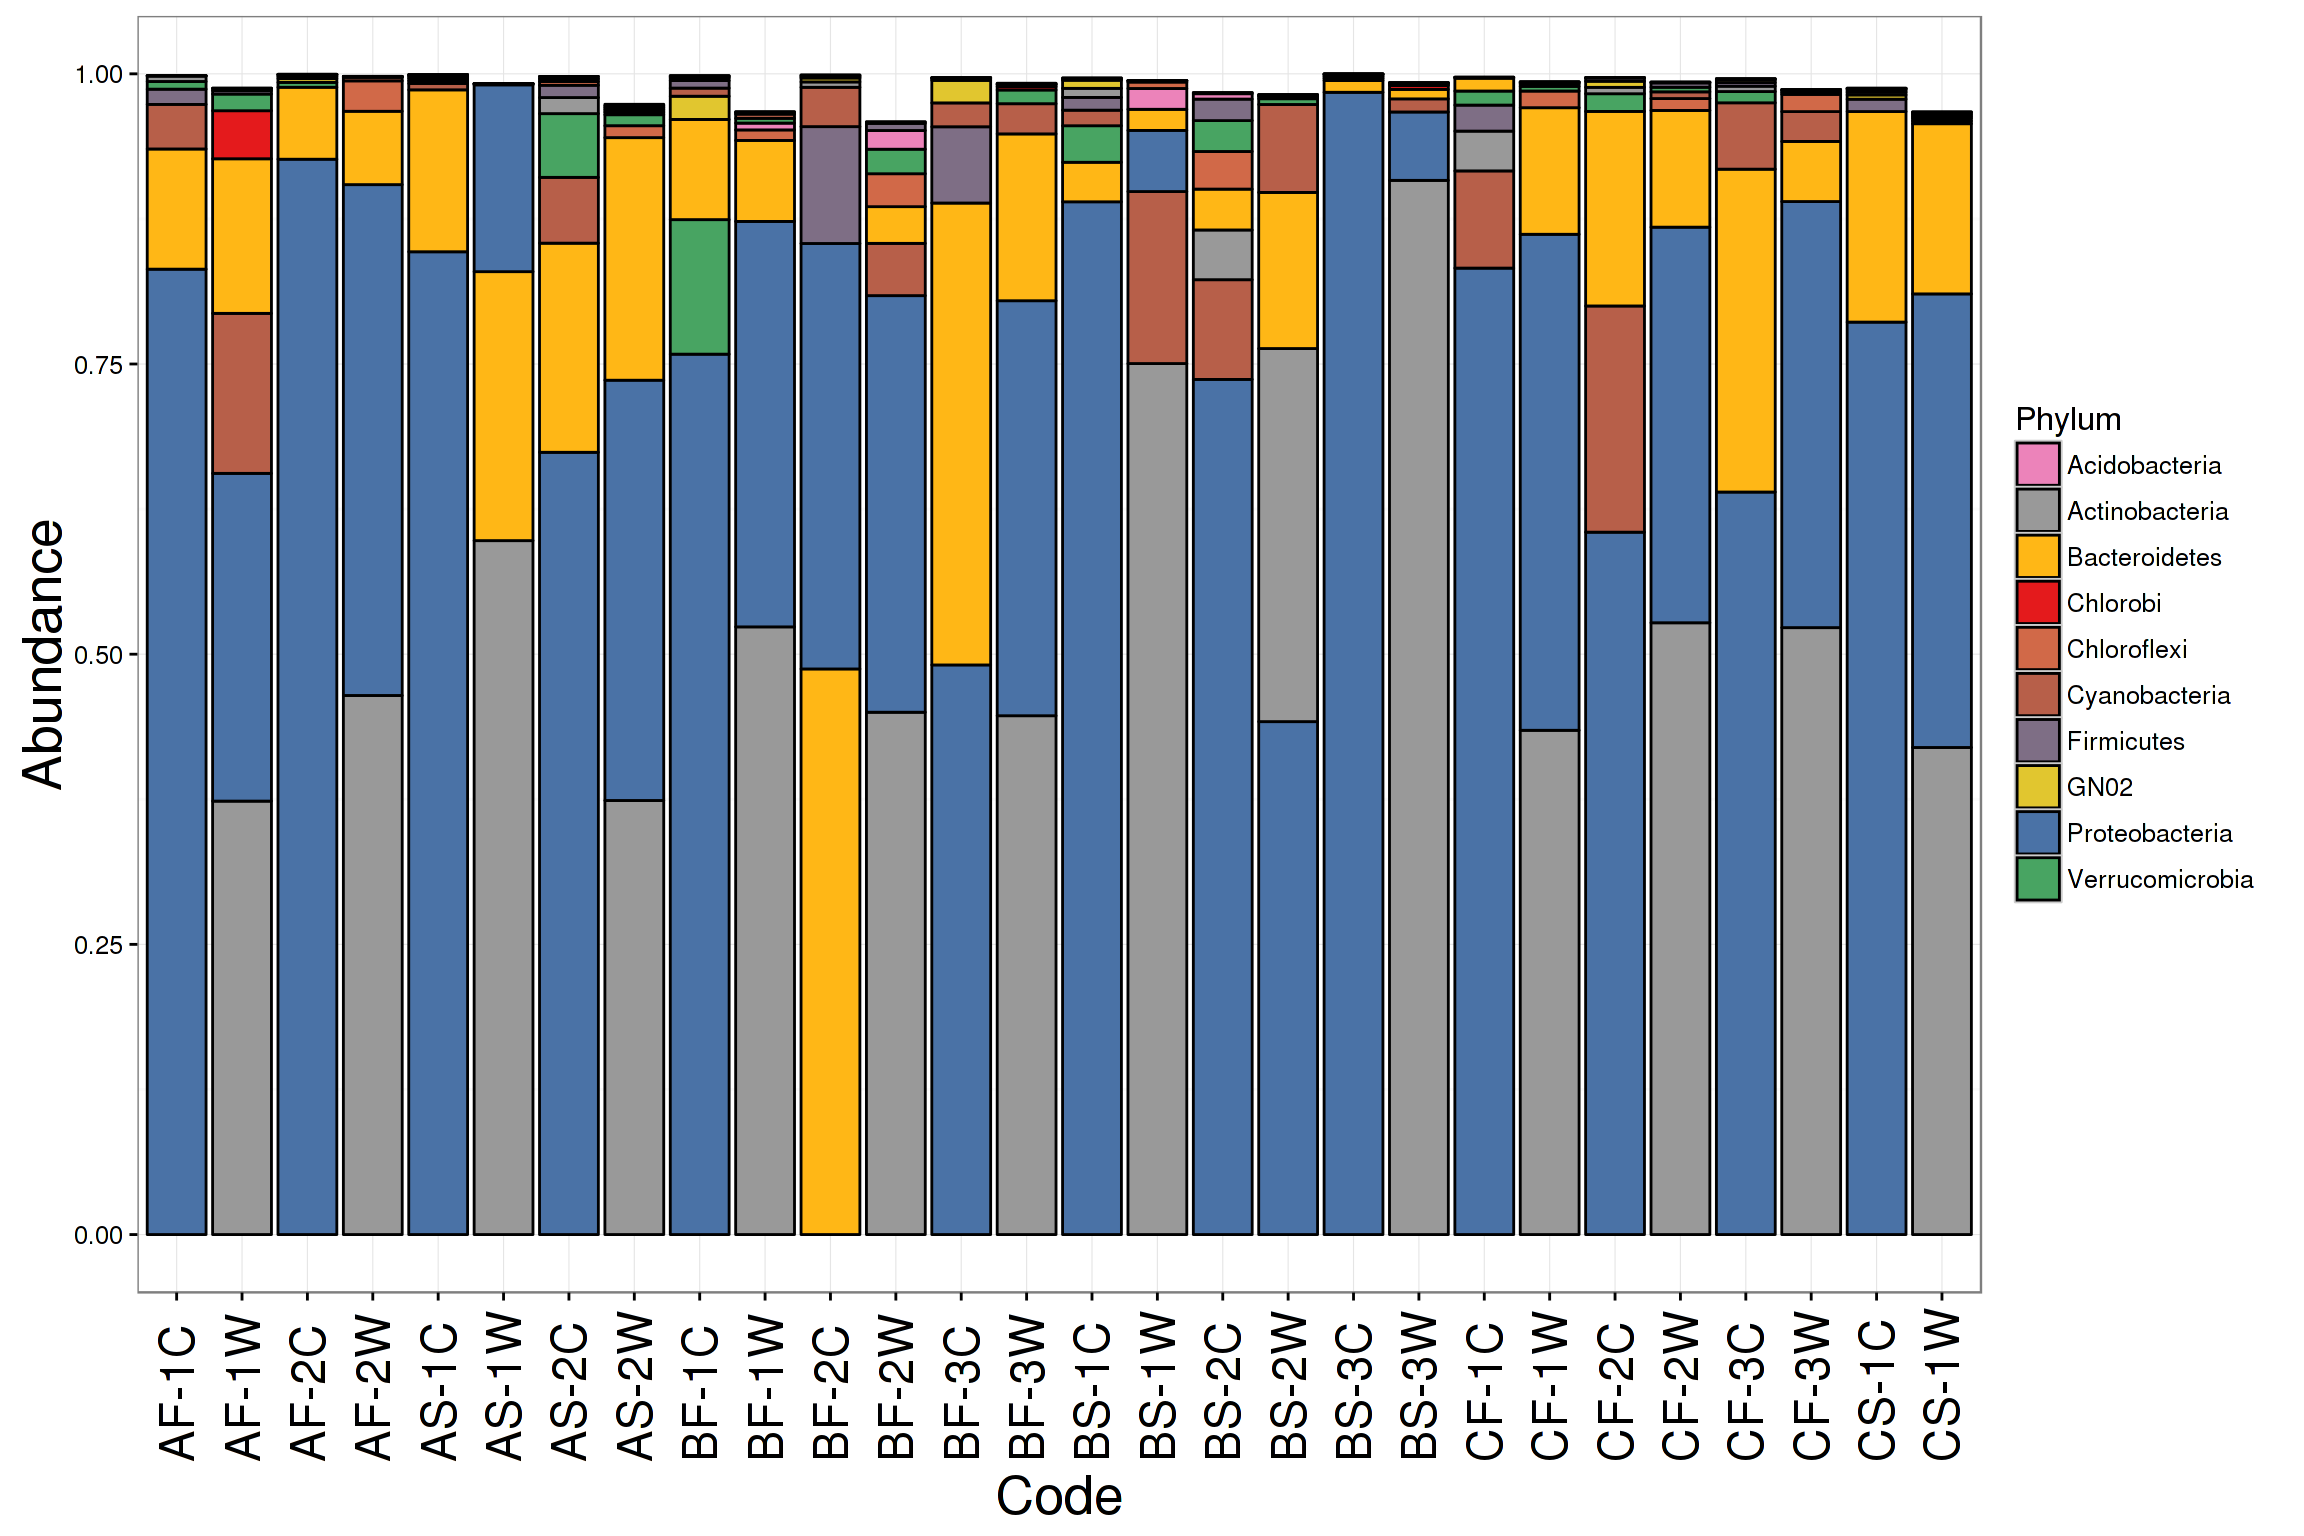 Abundance
1.00
0.75
0.50
0.25
0.00
AF-1C
AF-1W
AF-2C
AF-2W
AS-1C
AS-1W
AS-2C
AS-2W
BF-1C
BF-1W
BF-2C
BF-2W
BF-3C
BF-3W
BS-1C
BS-1W
BS-2C
BS-2W
BS-3C
BS-3W
CF-1C
CF-1W
CF-2C
CF-2W
CF-3C
CF-3W
CS-1C
CS-1W
Code
Phylum
Acidobacteria
Actinobacteria
Bacteroidetes
Chlorobi
Chloroflexi
Cyanobacteria
Firmicutes
GN02
Proteobacteria
Verrucomicrobia